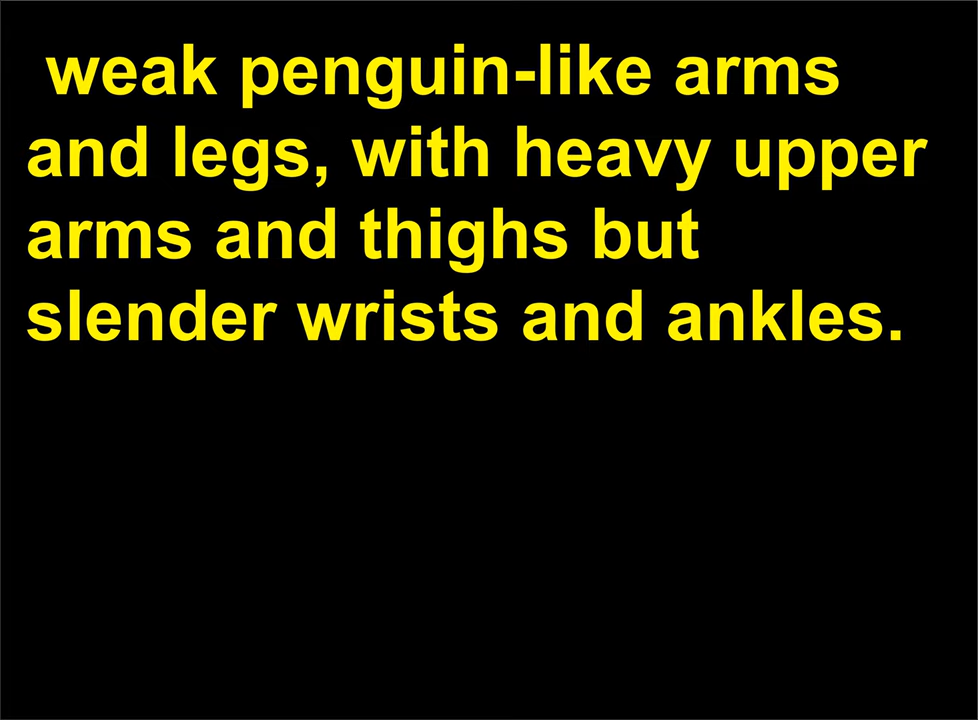 weak penguin-like arms
and legs, with heavy upper
arms and thighs but
slender wrists and ankles.